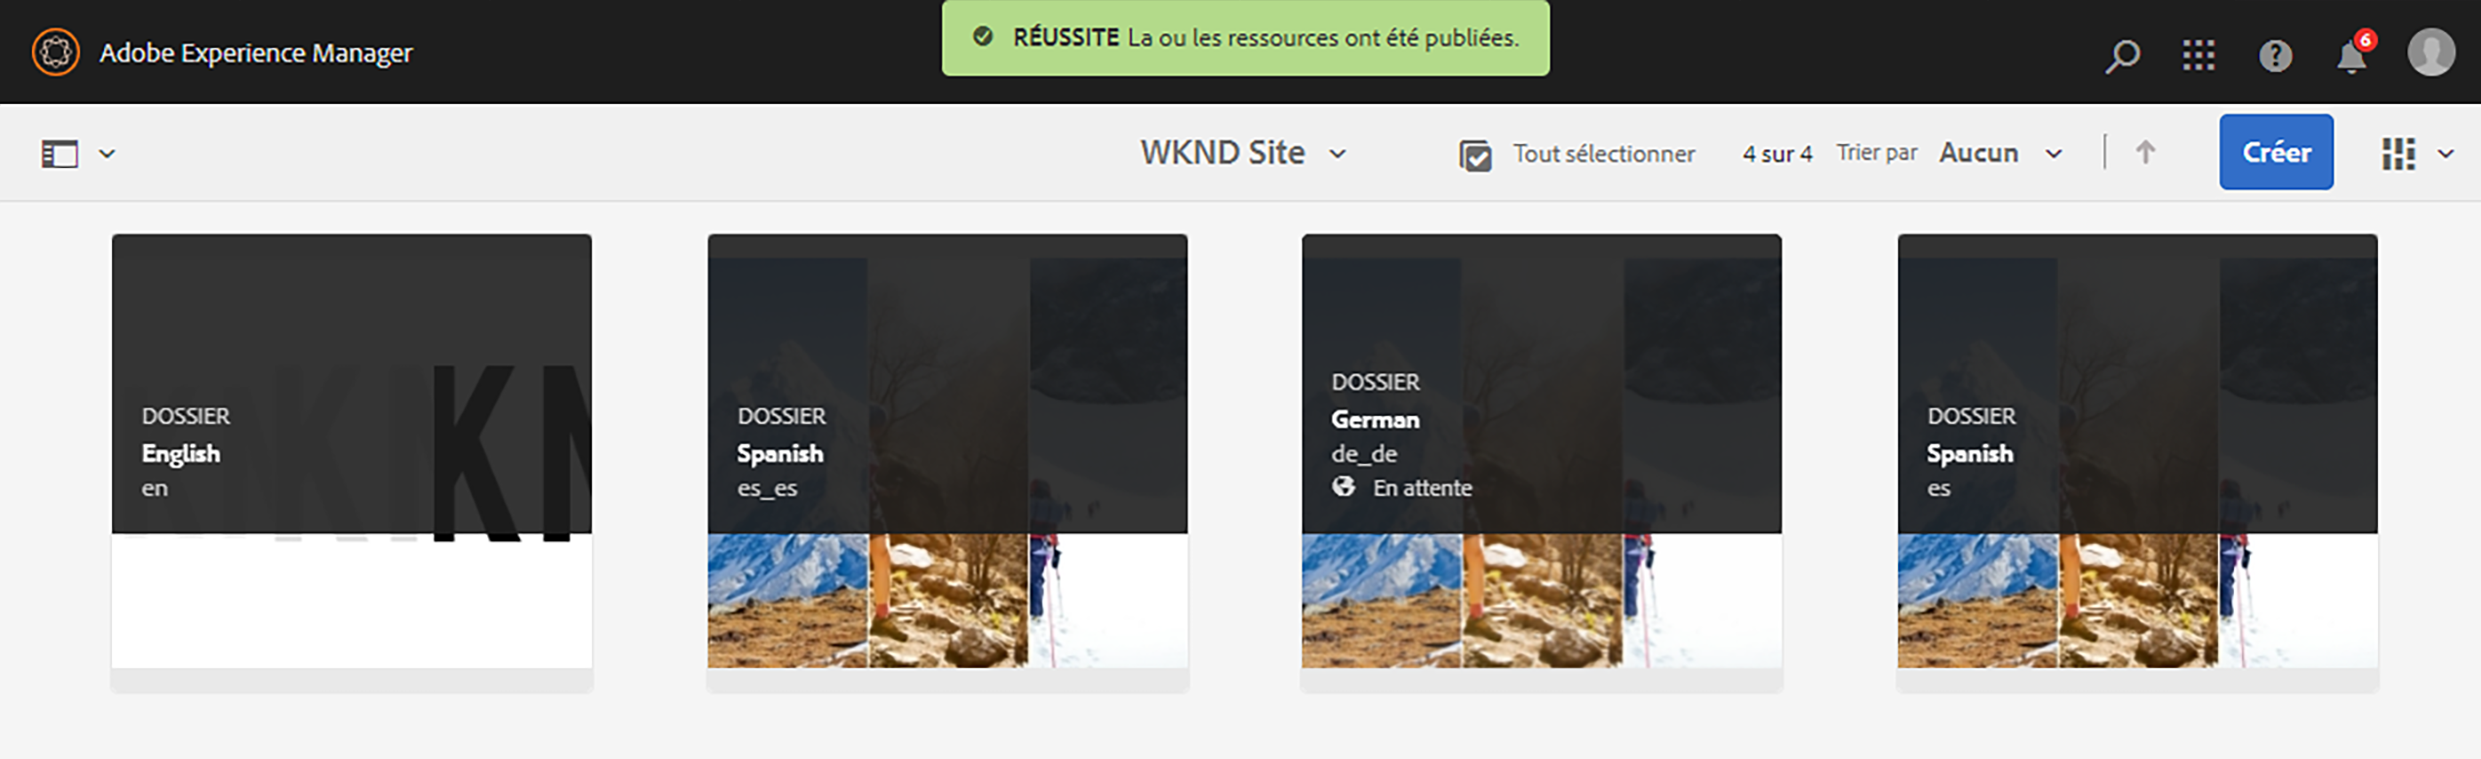 Adobe Experience Manager
RÉUSSITE La ou les ressources ont été publiées.
6
WKND Site
Tout sélectionner
4 sur 4
Trier par
Aucun
Créer
DOSSIER
English
en
KN
DOSSIER
Spanish
es_es
DOSSIER
German
de_de
En attente
DOSSIER
Spanish
es